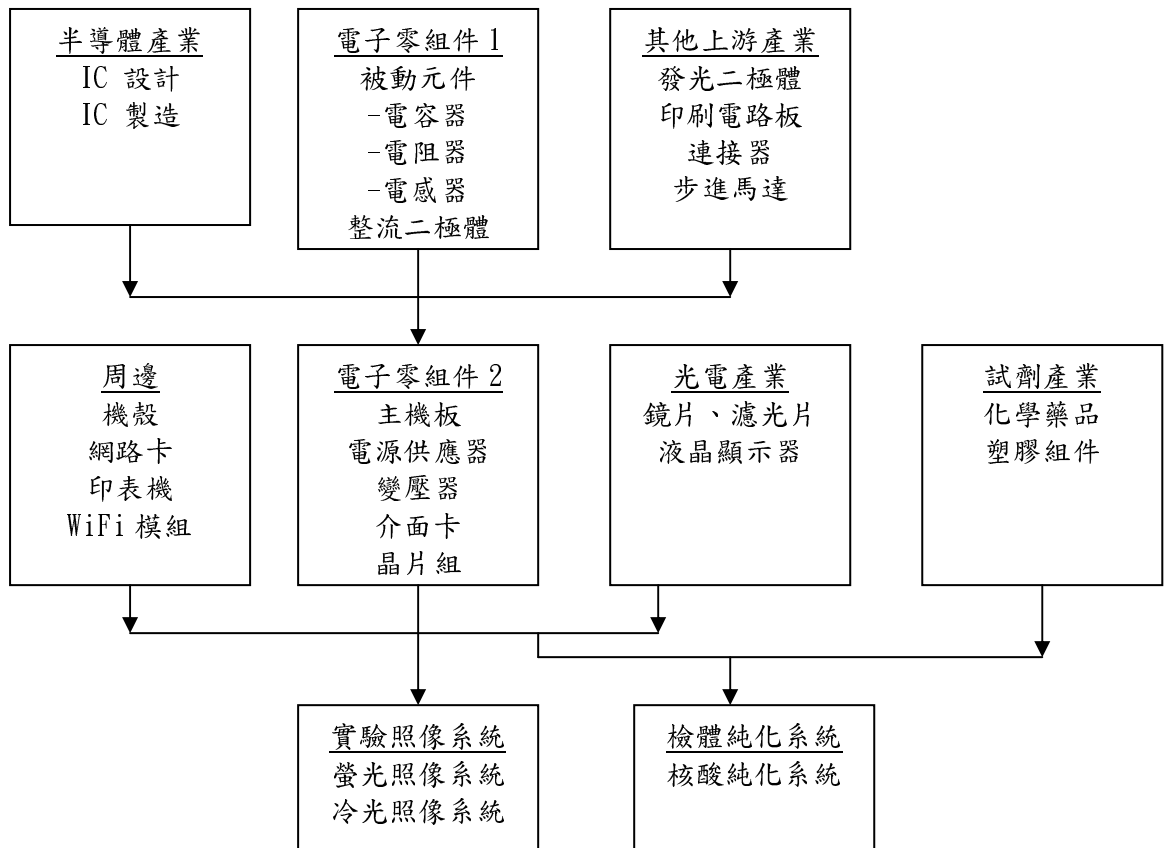 半導體產業
IC 設計
IC 製造
電子零組件 1
被動元件
-電容器
-電阻器
-電感器
整流二極體
其他上游產業
發光二極體
印刷電路板
連接器
步進馬達
周邊
機殼
網路卡
印表機
WiFi 模組
電子零組件 2
主機板
電源供應器
變壓器
介面卡
晶片組
光電產業
鏡片、濾光片
液晶顯示器
試劑產業
化學藥品
塑膠組件
實驗照像系統
螢光照像系統
冷光照像系統
檢體純化系統
核酸純化系統